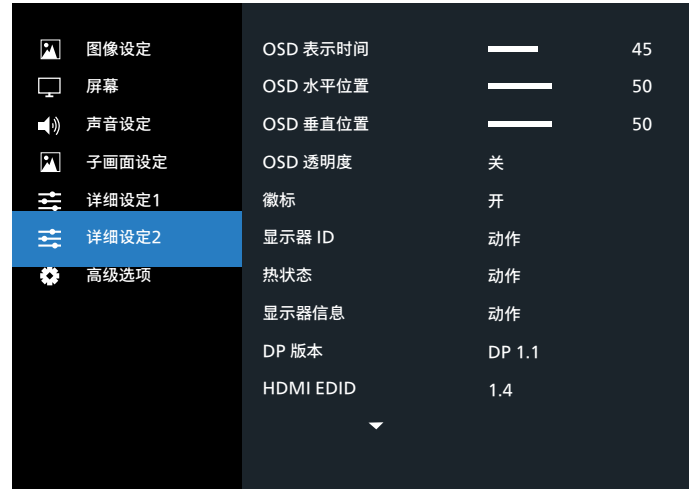 图像设定
屏幕
声音设定
子画面设定
详细设定1
详细设定2
高级选项
OSD 表示时间 45
OSD 水平位置 50
OSD 垂直位置 50
OSD 透明度 关
徽标 开
显示器 ID 动作
热状态 动作
显示器信息 动作
DP 版本 DP 1.1
HDMI EDID 1.4